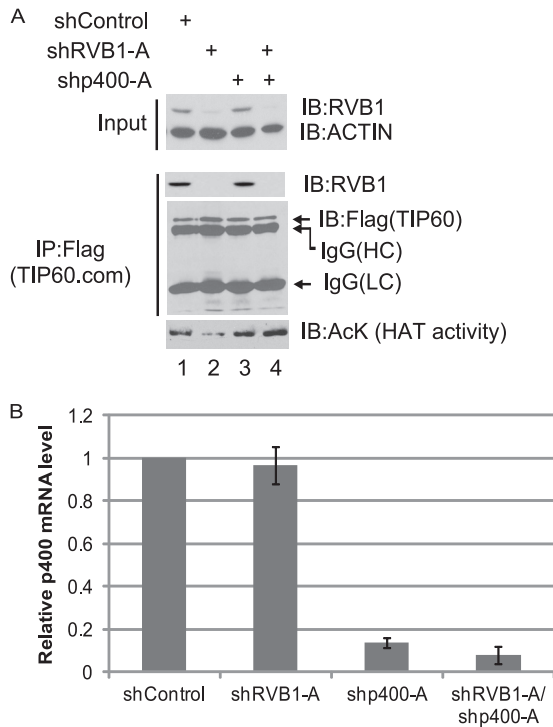 A
shControl +
shRVB1-A + +
shp400-A + +
Input
IB:RVB1
IB:ACTIN
IP:Flag
(TIP60.com)
IB:RVB1
IB:Flag(TIP60)
IgG(HC)
IgG(LC)
IB:AcK (HAT activity)
1 2 3 4
B
Relative p400 mRNA level
1.2
1
0.8
0.6
0.4
0.2
0
shControl
shRVB1-A
shp400-A
shRVB1-A/
shp400-A